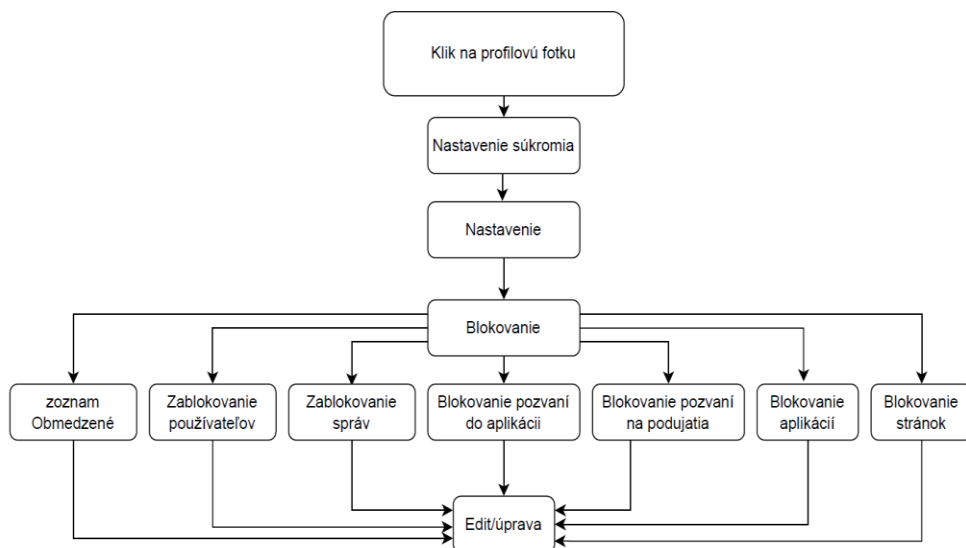 Klik na profilovú fotku
Nastavenie súkromia
Nastavenie
Blokovanie
zoznam
Obmedzené
Zablokovanie
používateľov
Zablokovanie
správ
Blokovanie pozvaní
do aplikácii
Blokovanie pozvaní
na podujatia
Blokovanie
aplikácií
Blokovanie
stránok
Edit/úprava